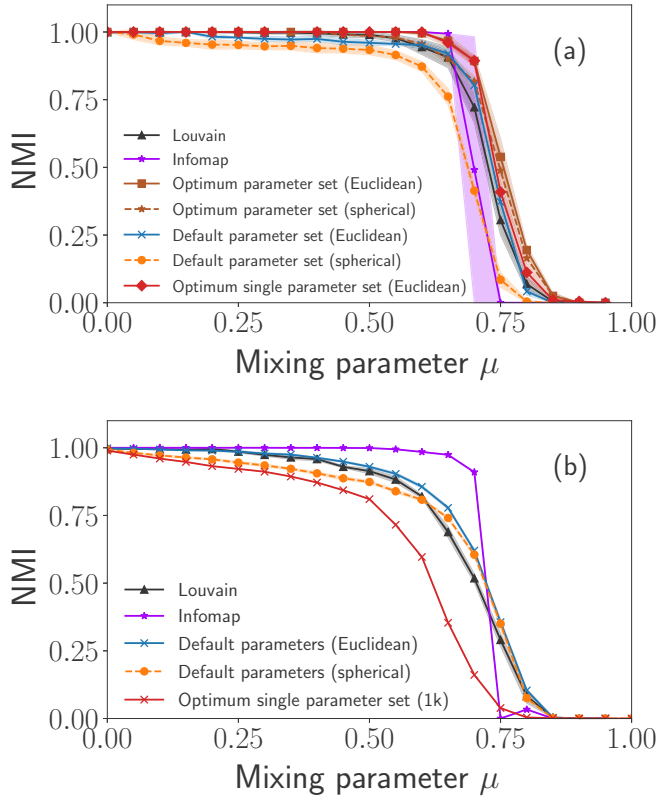 1.00
0.75
0.50
0.25
0.00
NMI
(a)
Louvain
Infomap
Optimum parameter set (Euclidean)
Optimum parameter set (spherical)
Default parameter set (Euclidean)
Default parameter set (spherical)
Optimum single parameter set (Euclidean)
0.00 0.25 0.50 0.75 1.00
Mixing parameter μ
1.00
0.75
0.50
0.25
0.00
NMI
(b)
Louvain
Infomap
Default parameters (Euclidean)
Default parameters (spherical)
Optimum single parameter set (1k)
0.00 0.25 0.50 0.75 1.00
Mixing parameter μ